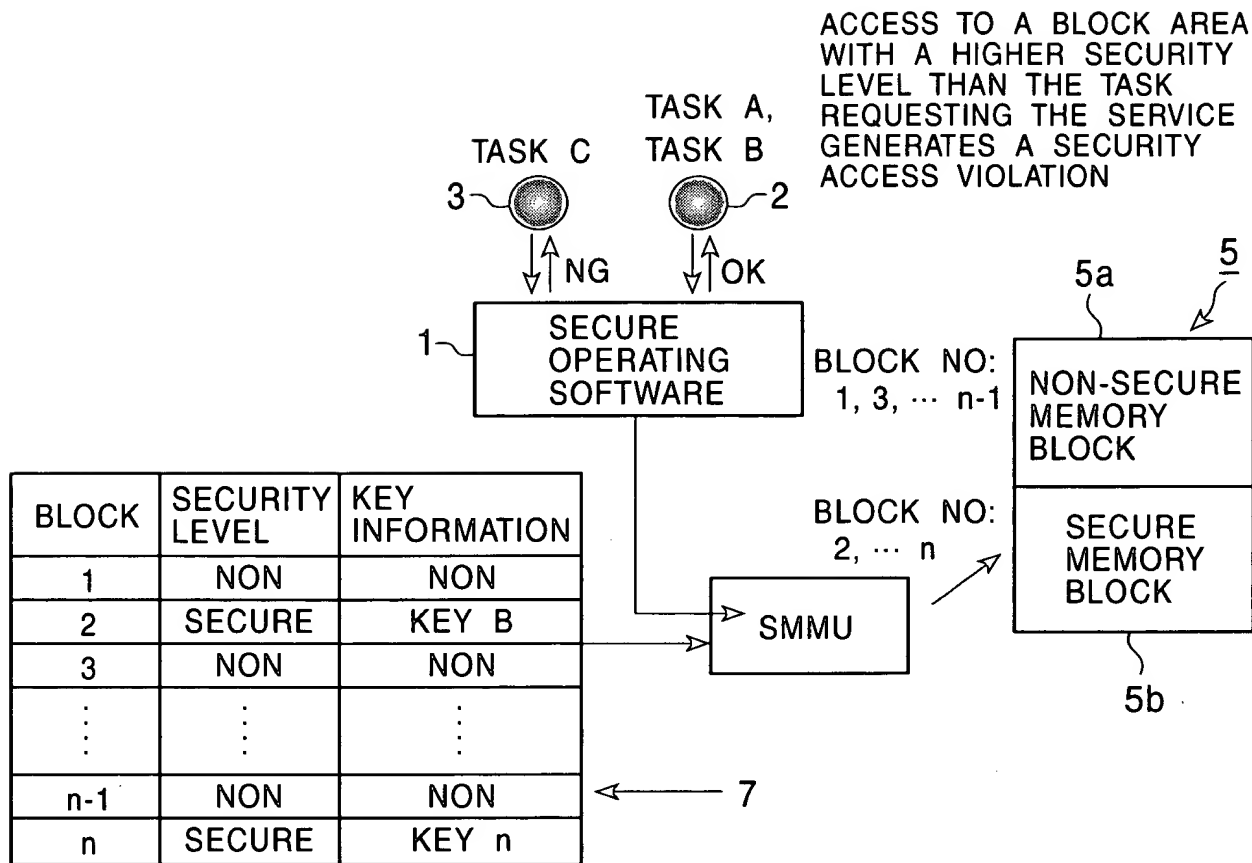 ACCESS TO A BLOCK AREA
WITH A HIGHER SECURITY
LEVEL THAN THE TASK
REQUESTING THE SERVICE
GENERATES A SECURITY
ACCESS VIOLATION
TASK A,
TASK C TASK B
3 2
NG OK
5a 5
1
SECURE
OPERATING
SOFTWARE
BLOCK NO:
1, 3, ··· n-1
NON-SECURE
MEMORY
BLOCK
BLOCK NO:
2, ··· n
SECURE
MEMORY
BLOCK
5b
SMMU
BLOCK SECURITY LEVEL KEY INFORMATION
1 NON NON
2 SECURE KEY B
3 NON NON
⋮ ⋮ ⋮
n-1 NON NON
n SECURE KEY n
7